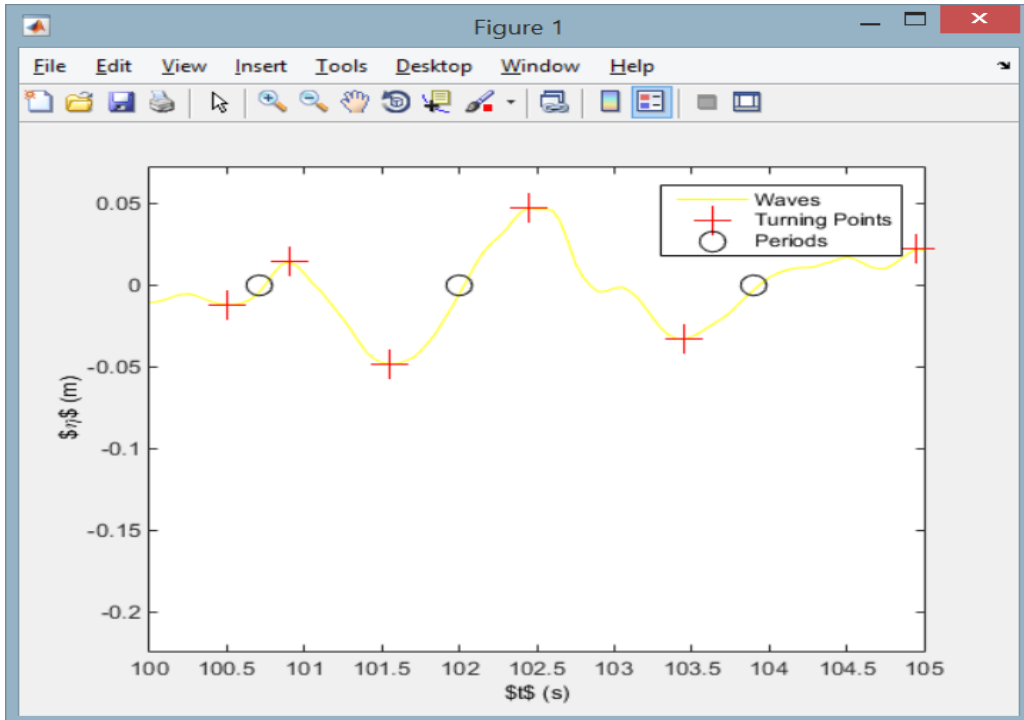 Figure 1
File Edit View Insert Tools Desktop Window Help
Waves
Turning Points
Periods
0.05
0
-0.05
-0.1
-0.15
-0.2
$η$ (m)
100 100.5 101 101.5 102 102.5 103 103.5 104 104.5 105
$t$ (s)